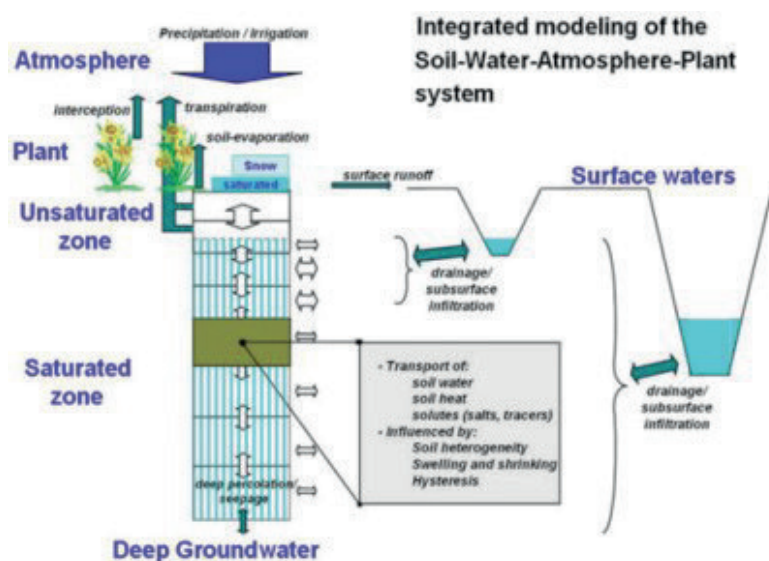 Integrated modeling of the
Soil-Water-Atmosphere-Plant
system
Precipitation / Irrigation
Atmosphere
interception
transpiration
Plant
soil-evaporation
Snow
saturated
surface runoff
Surface waters
Unsaturated
zone
drainage/
subsurface
infiltration
Saturated
zone
- Transport of:
soil water
soil heat
solutes (salts, tracers)
- Influenced by:
Soil heterogeneity
Swelling and shrinking
Hysteresis
drainage/
subsurface
infiltration
deep percolation/
seepage
Deep Groundwater